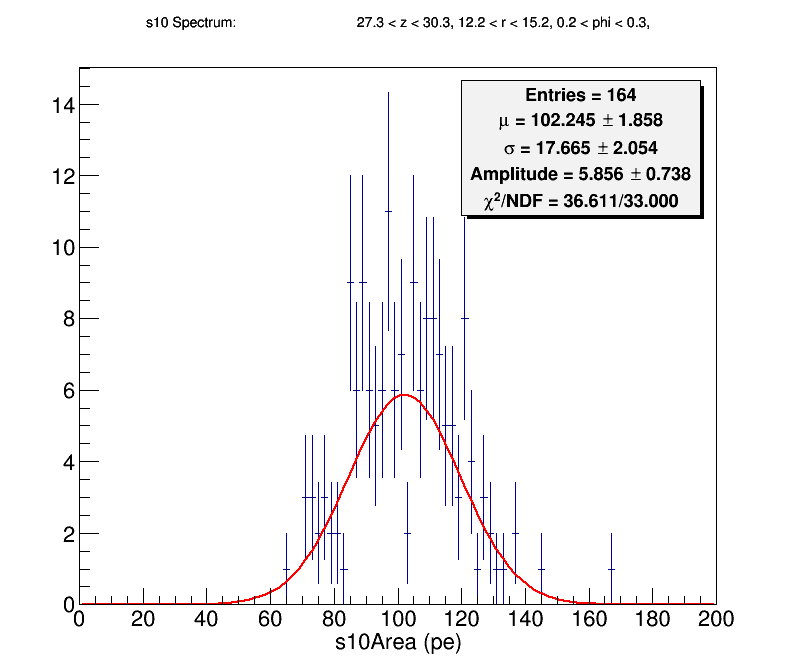 s10 Spectrum: 27.3 < z < 30.3, 12.2 < r < 15.2, 0.2 < phi < 0.3,
Entries = 164
μ = 102.245 ± 1.858
σ = 17.665 ± 2.054
Amplitude = 5.856 ± 0.738
χ²/NDF = 36.611/33.000
14
12
10
8
6
4
2
0
0 20 40 60 80 100 120 140 160 180 200
s10Area (pe)